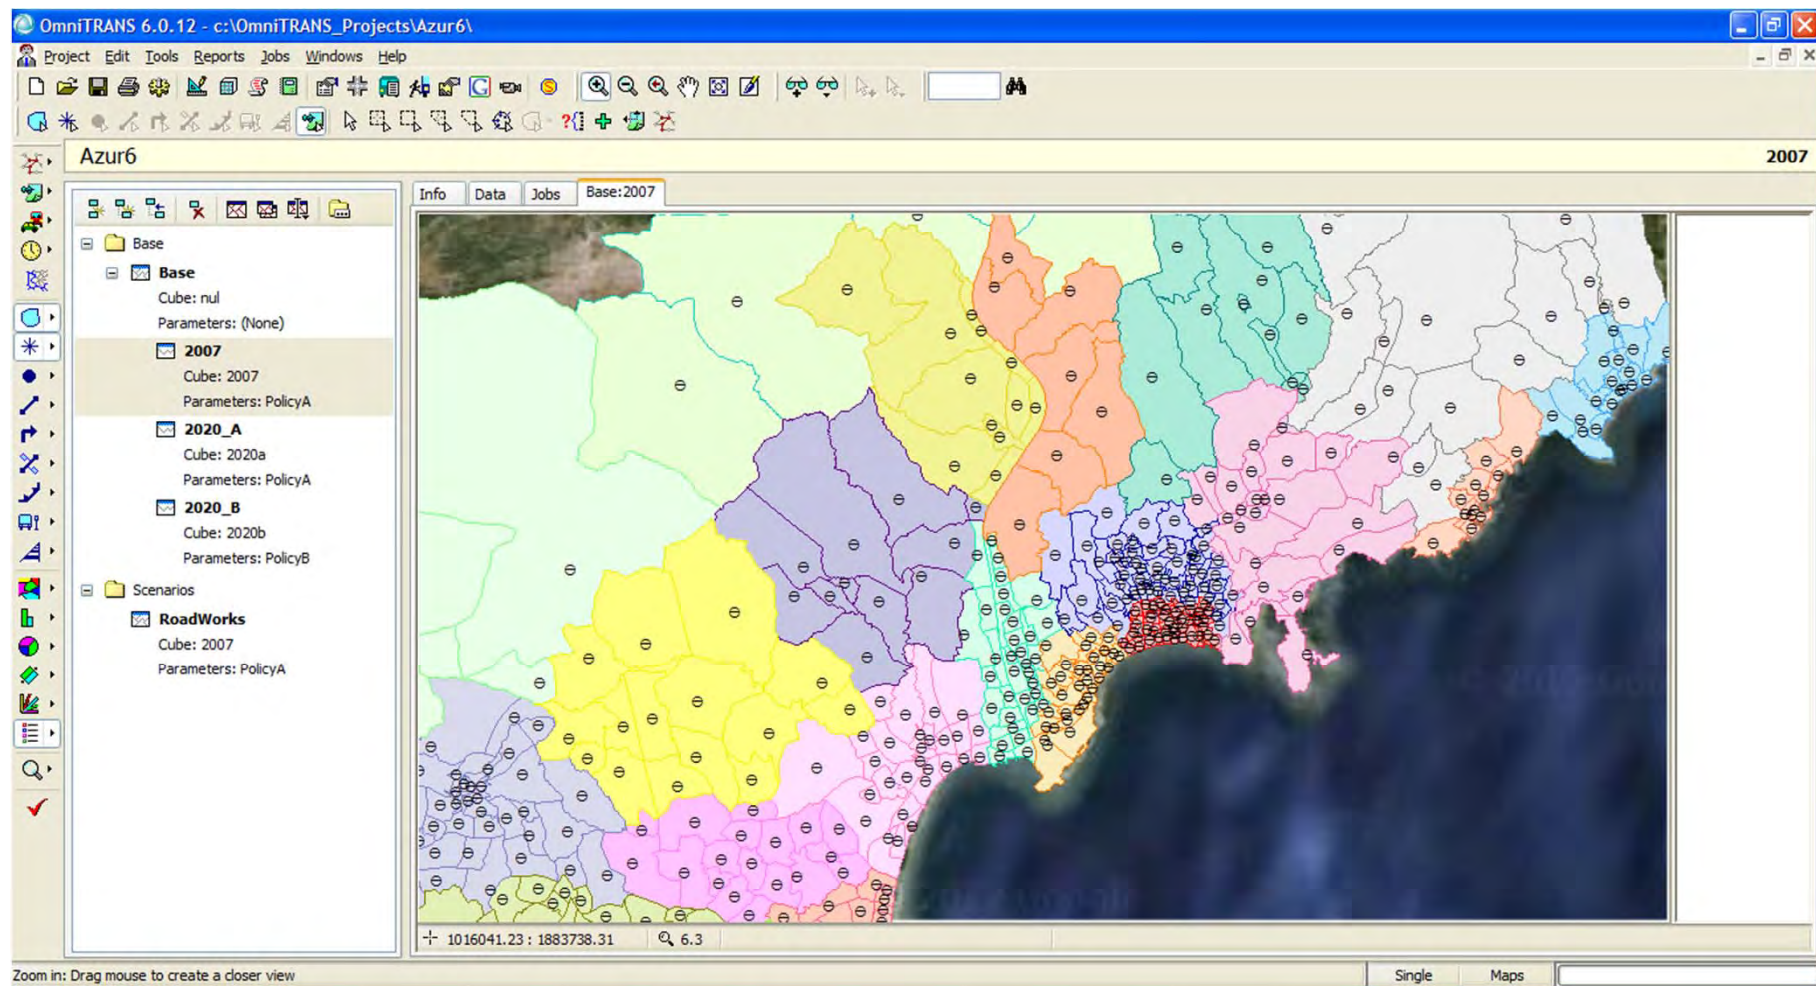 OmniTRANS 6.0.12 - c:\OmniTRANS_Projects\Azur6\
Project Edit Tools Reports Jobs Windows Help
Azur6 2007
Info Data Jobs Base:2007
Base
Base
Cube: nul
Parameters: (None)
2007
Cube: 2007
Parameters: PolicyA
2020_A
Cube: 2020a
Parameters: PolicyA
2020_B
Cube: 2020b
Parameters: PolicyB
Scenarios
RoadWorks
Cube: 2007
Parameters: PolicyA
1016041.23 : 1883738.31 6.3
Zoom in: Drag mouse to create a closer view Single Maps